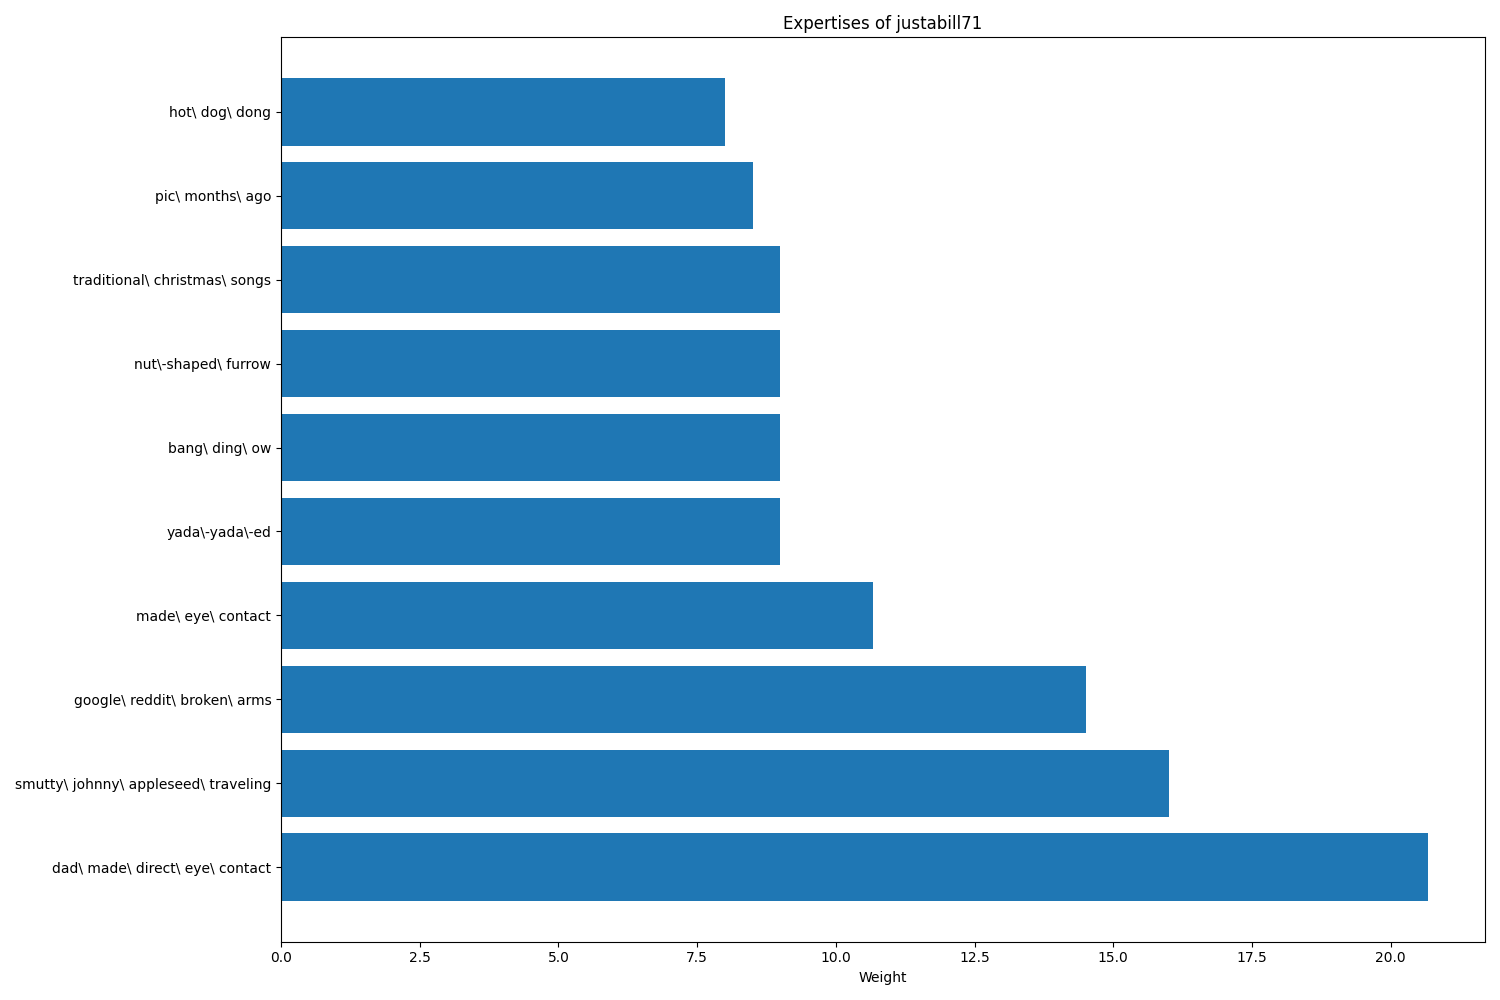 Expertises of justabill71
hot\ dog\ dong
pic\ months\ ago
traditional\ christmas\ songs
nut\-shaped\ furrow
bang\ ding\ ow
yada\-yada\-ed
made\ eye\ contact
google\ reddit\ broken\ arms
smutty\ johnny\ appleseed\ traveling
dad\ made\ direct\ eye\ contact
0.0 2.5 5.0 7.5 10.0 12.5 15.0 17.5 20.0
Weight